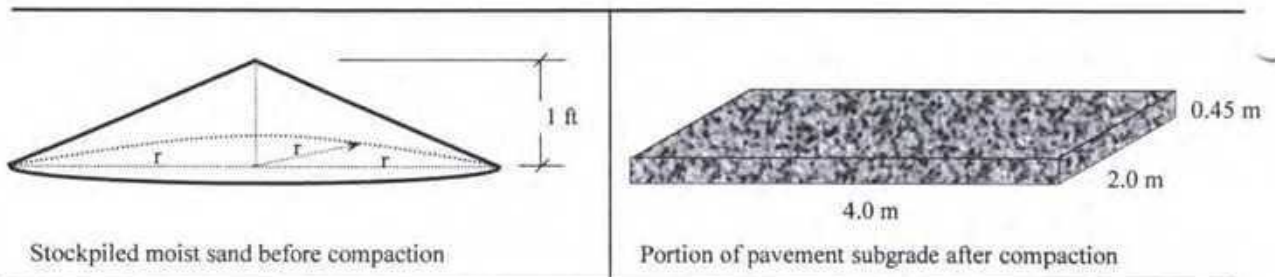 1 ft
r
r
r
Stockpiled moist sand before compaction
0.45 m
2.0 m
4.0 m
Portion of pavement subgrade after compaction